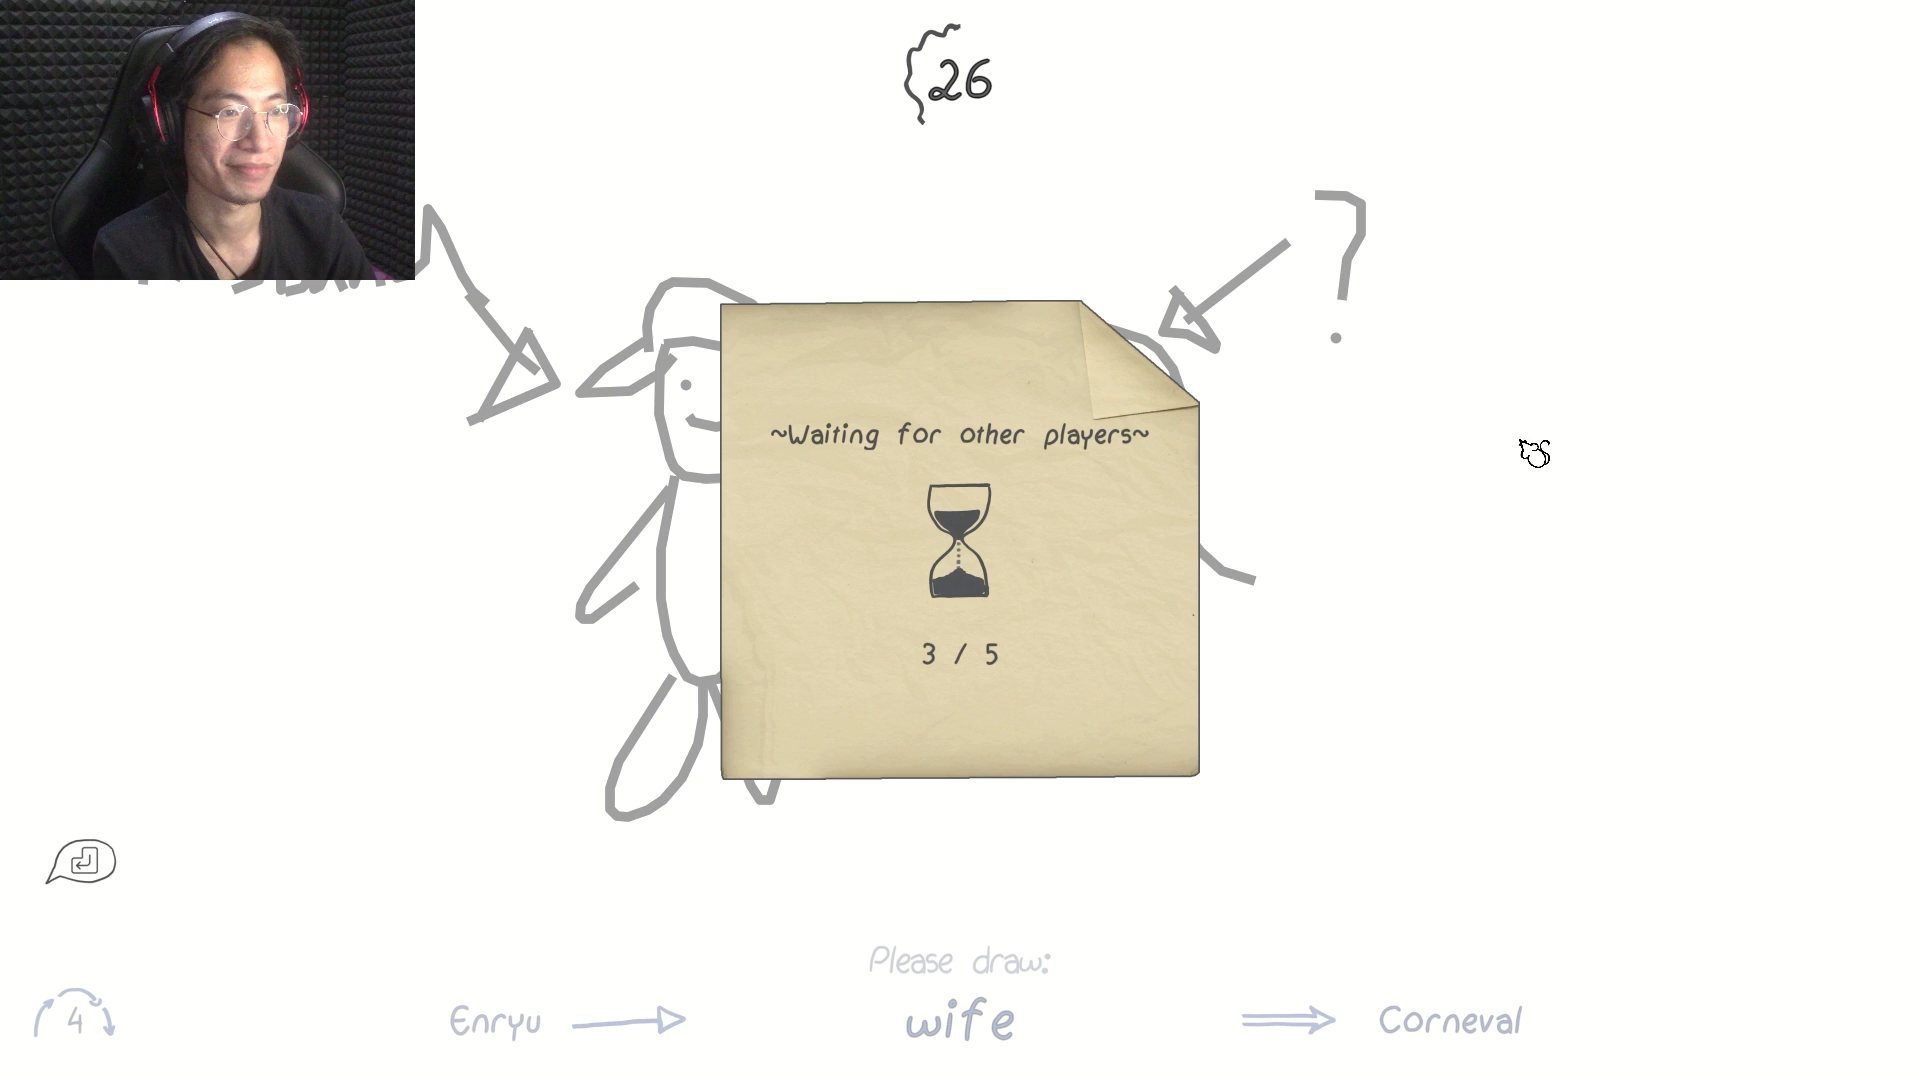 26
?
~Waiting for other players~
3 / 5
Please draw:
4
Enryu
wife
Corneval